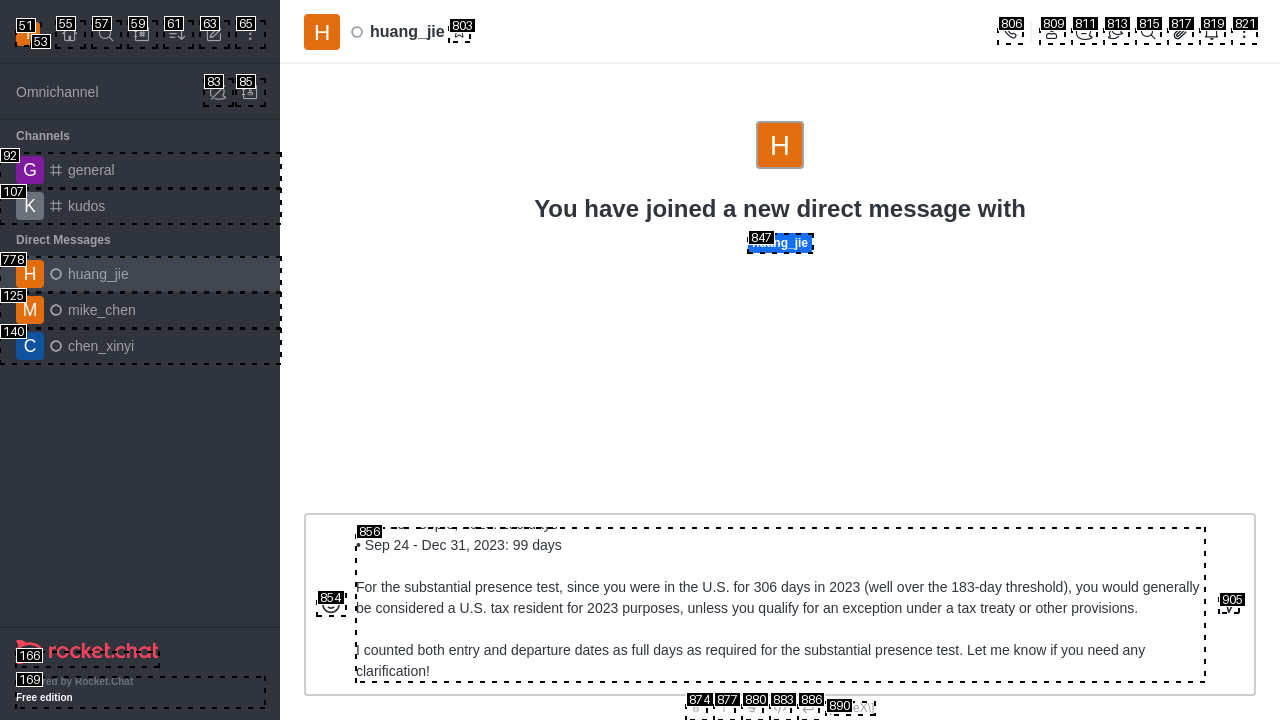 51
53
55
57
59
61
63
65
H
huang_jie
803
806
809
811
813
815
817
819
821
Omnichannel
83
85
Channels
92
G
general
107
K
kudos
Direct Messages
778
H
huang_jie
125
M
mike_chen
140
C
chen_xinyi
H
You have joined a new direct message with
847
huang_jie
856
• Sep 24 - Dec 31, 2023: 99 days
For the substantial presence test, since you were in the U.S. for 306 days in 2023 (well over the 183-day threshold), you would generally
be considered a U.S. tax resident for 2023 purposes, unless you qualify for an exception under a tax treaty or other provisions.
I counted both entry and departure dates as full days as required for the substantial presence test. Let me know if you need any
clarification!
854
905
874
877
880
883
886
890
166
rocket.chat
169
by Rocket.Chat
Free edition